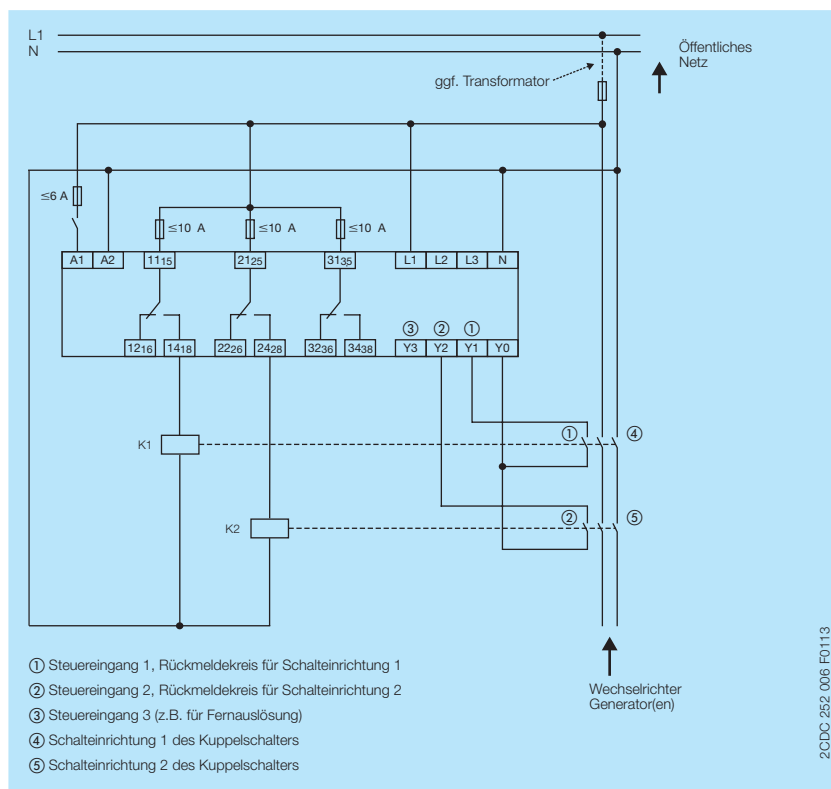 L1
N
Öffentliches
Netz
ggf. Transformator
≤6 A
≤10 A
≤10 A
≤10 A
A1 A2 1115 2125 3135 L1 L2 L3 N
③ ② ①
1216 1418 2226 2428 3236 3438 Y3 Y2 Y1 Y0
K1
① ④
K2
② ⑤
① Steuereingang 1, Rückmeldekreis für Schalteinrichtung 1
② Steuereingang 2, Rückmeldekreis für Schalteinrichtung 2
③ Steuereingang 3 (z.B. für Fernauslösung)
④ Schalteinrichtung 1 des Kuppelschalters
⑤ Schalteinrichtung 2 des Kuppelschalters
Wechselrichter
Generator(en)
2CDC 252 006 F0113